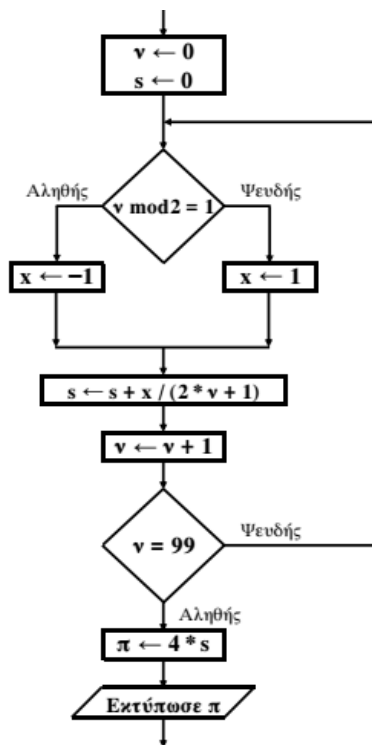 ν ← 0
s ← 0
Αληθής
Ψευδής
ν mod2 = 1
x ← −1
x ← 1
s ← s + x / (2 * ν + 1)
ν ← ν + 1
Ψευδής
ν = 99
Αληθής
π ← 4 * s
Εκτύπωσε π